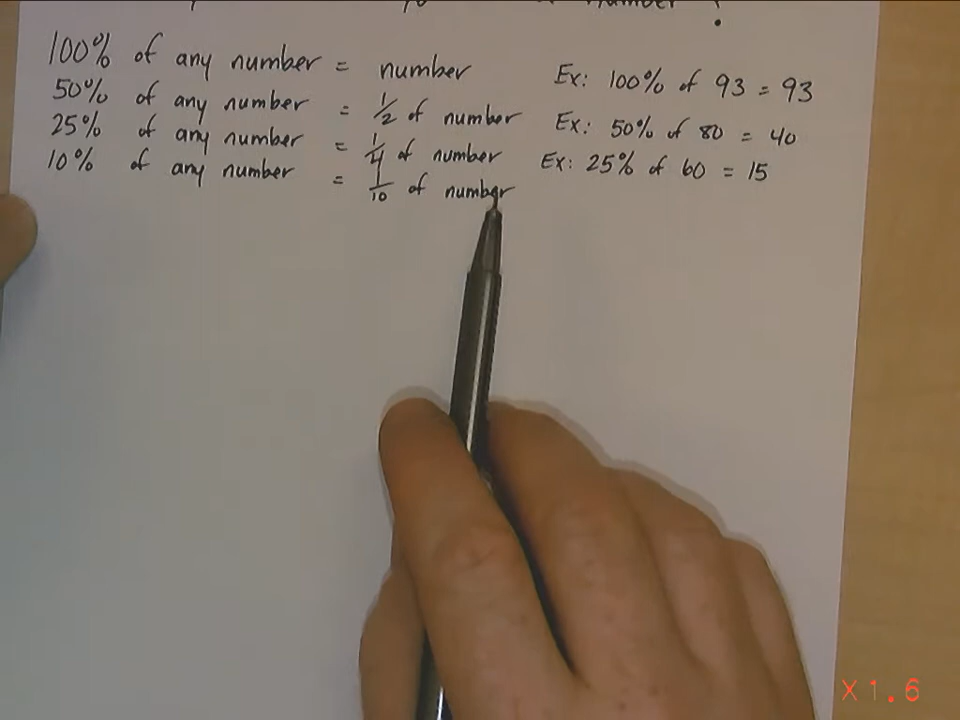 number ?
100% of any number = number Ex: 100% of 93 = 93
50% of any number = 1/2 of number Ex: 50% of 80 = 40
25% of any number = 1/4 of number Ex: 25% of 60 = 15
10% of any number = 1/10 of number
X1.6